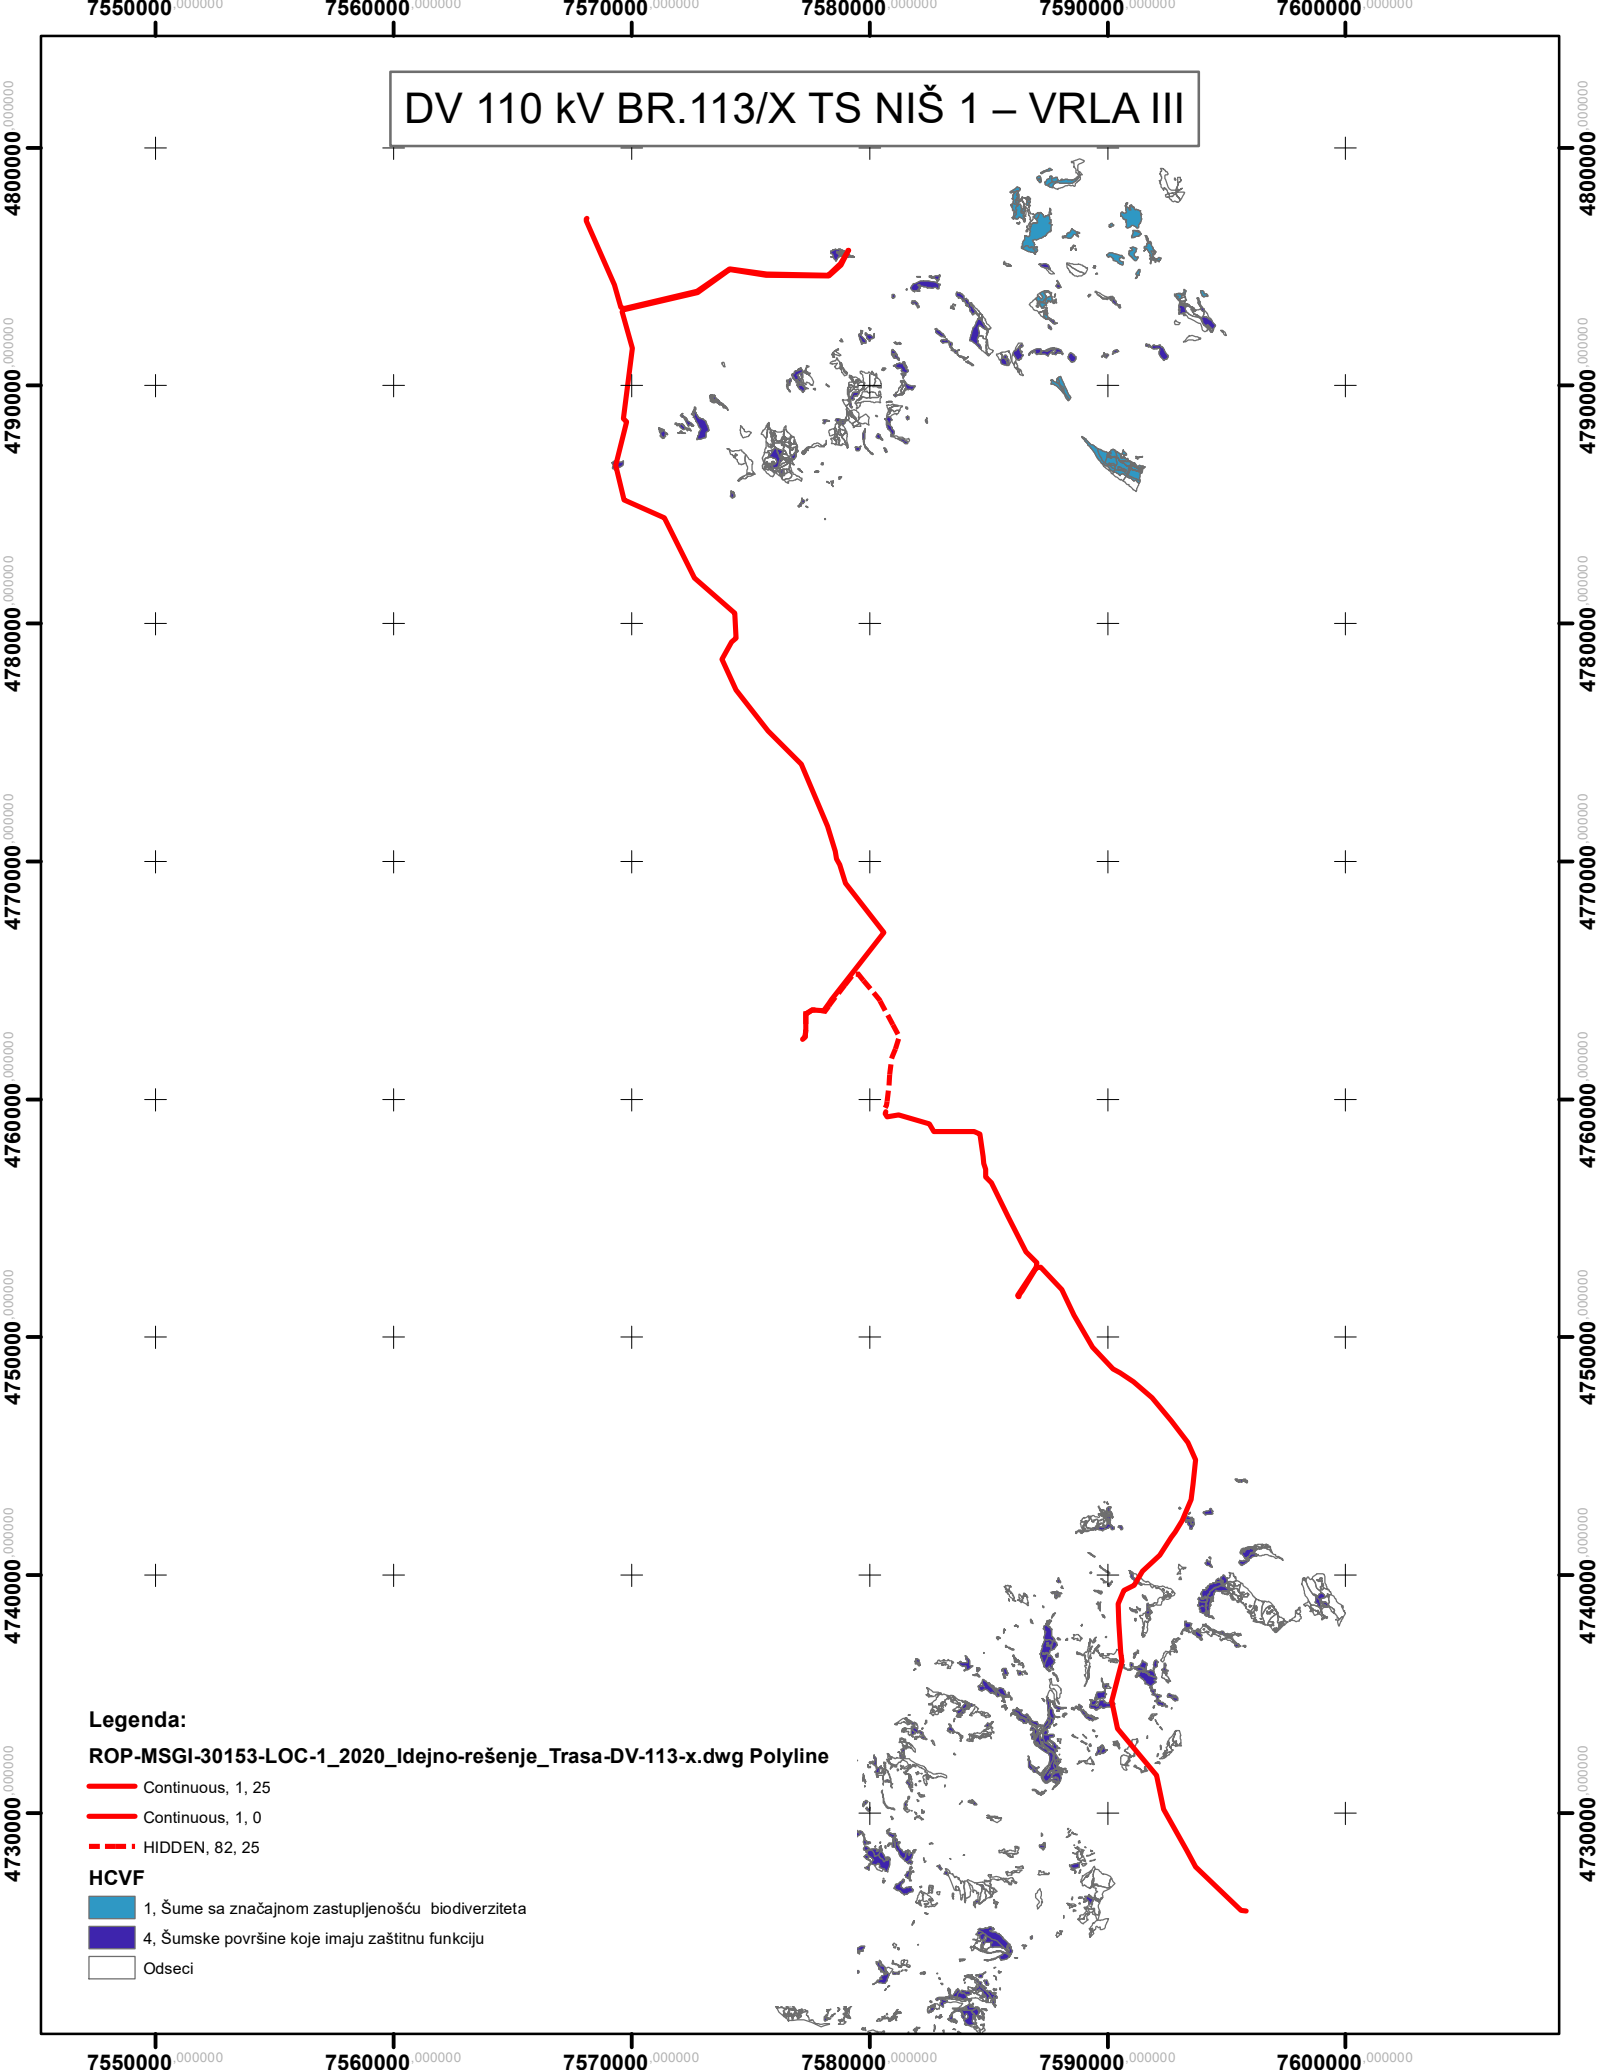 7550000,000000 7560000,000000 7570000,000000 7580000,000000 7590000,000000 7600000,000000
DV 110 kV BR.113/X TS NIŠ 1 – VRLA III
4800000,000000 4800000,000000
4790000,000000 4790000,000000
4780000,000000 4780000,000000
4770000,000000 4770000,000000
4760000,000000 4760000,000000
4750000,000000 4750000,000000
4740000,000000 4740000,000000
4730000,000000 4730000,000000
Legenda:
ROP-MSGI-30153-LOC-1_2020_Idejno-rešenje_Trasa-DV-113-x.dwg Polyline
Continuous, 1, 25
Continuous, 1, 0
HIDDEN, 82, 25
HCVF
1, Šume sa značajnom zastupljenošću  biodiverziteta
4, Šumske površine koje imaju zaštitnu funkciju
Odseci
7550000,000000 7560000,000000 7570000,000000 7580000,000000 7590000,000000 7600000,000000